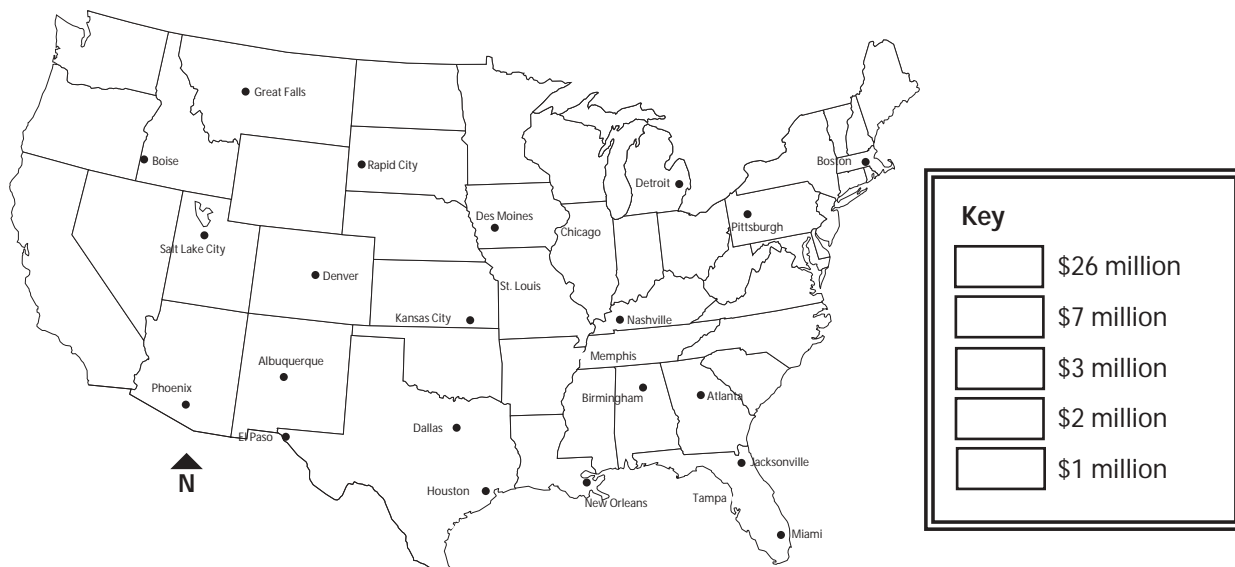 Great Falls
Boise
Rapid City
Boston
Detroit
Des Moines
Pittsburgh
Chicago
Salt Lake City
Denver
St. Louis
Kansas City
Nashville
Memphis
Albuquerque
Phoenix
Birmingham
Atlanta
El Paso
Dallas
Jacksonville
N
Houston
New Orleans
Tampa
Miami
Key
$26 million
$7 million
$3 million
$2 million
$1 million